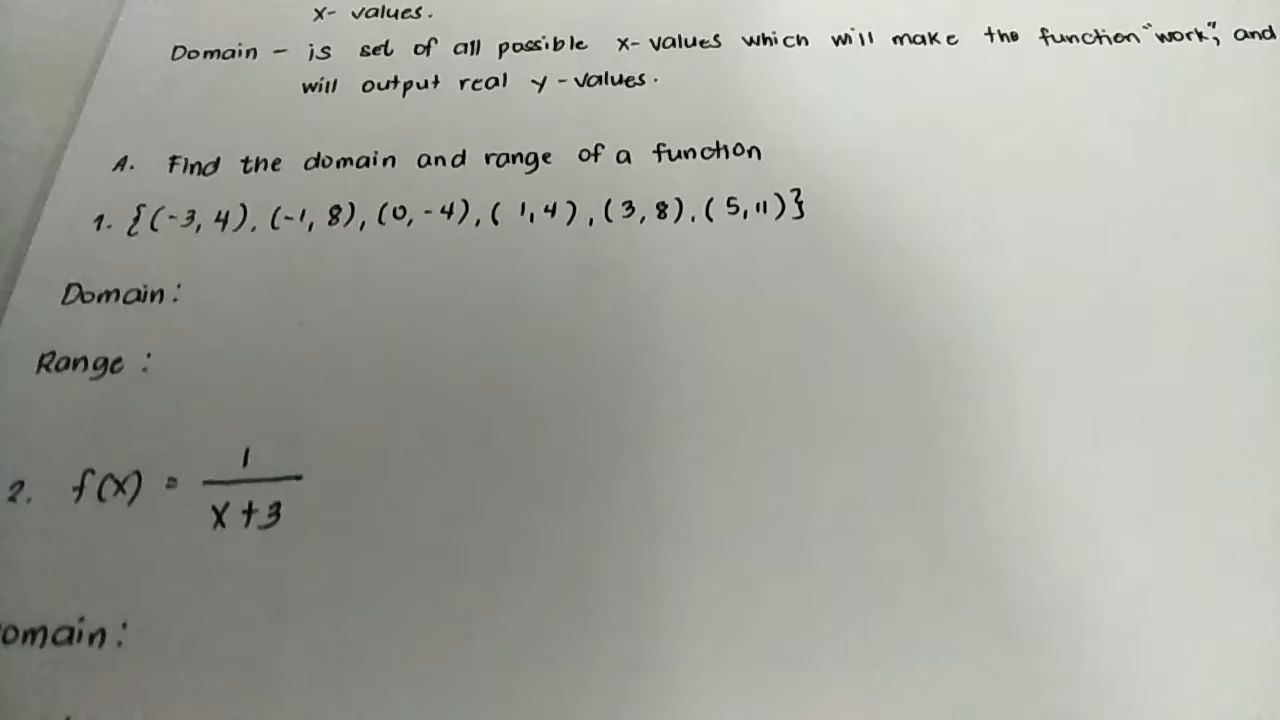 x- values.
Domain - is set of all possible x-values which will make the function "work", and
will output real y-values.
A. Find the domain and range of a function
1. {(-3, 4), (-1, 8), (0, -4), (1,4), (3, 8), (5, 11)}
Domain:
Range:
2. f(x) = 1/(x+3)
omain: